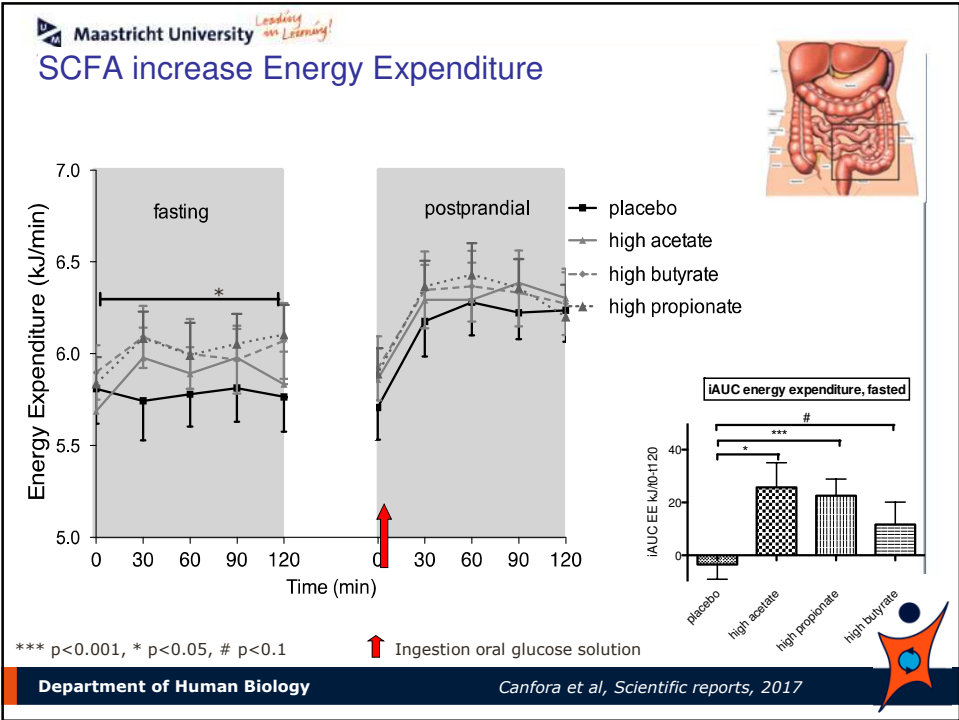 Maastricht University
Leading
in Learning!
SCFA increase Energy Expenditure
7.0
6.5
6.0
5.5
5.0
Energy Expenditure (kJ/min)
fasting
*
postprandial
placebo
high acetate
high butyrate
high propionate
0 30 60 90 120 0 30 60 90 120
Time (min)
iAUC energy expenditure, fasted
#
***
*
40
20
0
iAUC EE kJ/t0-t120
placebo
high acetate
high propionate
high butyrate
*** p<0.001, * p<0.05, # p<0.1
Ingestion oral glucose solution
Department of Human Biology
Canfora et al, Scientific reports, 2017